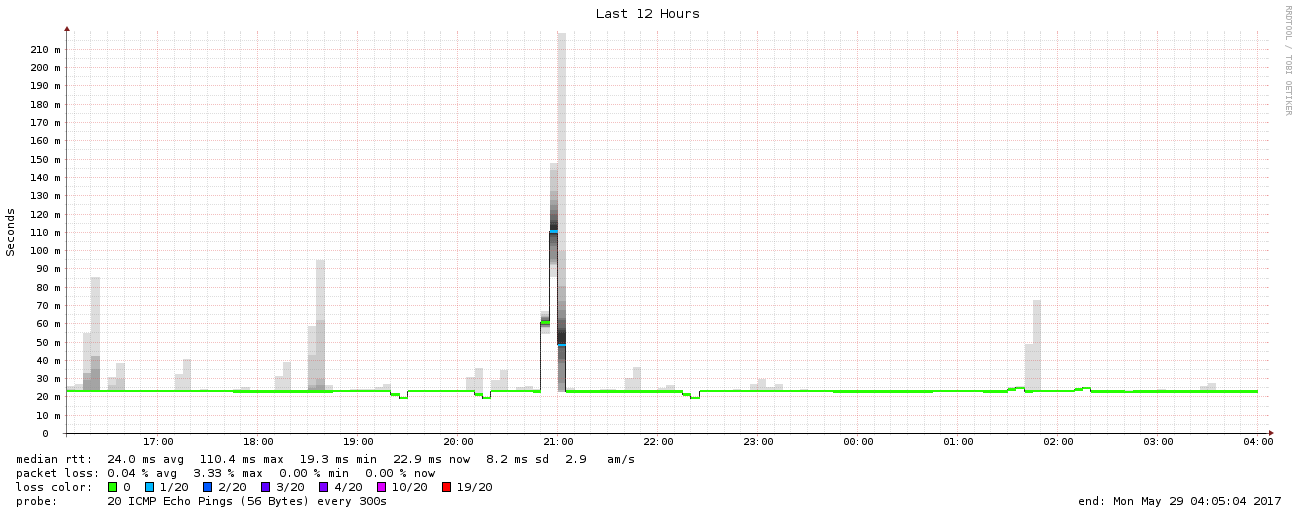 Last 12 Hours
RRDTOOL / TOBI OETIKER
Seconds
210 m
200 m
190 m
180 m
170 m
160 m
150 m
140 m
130 m
120 m
110 m
100 m
90 m
80 m
70 m
60 m
50 m
40 m
30 m
20 m
10 m
0
17:00 18:00 19:00 20:00 21:00 22:00 23:00 00:00 01:00 02:00 03:00 04:00
median rtt: 24.0 ms avg 110.4 ms max 19.3 ms min 22.9 ms now 8.2 ms sd 2.9 am/s
packet loss: 0.04 % avg 3.33 % max 0.00 % min 0.00 % now
loss color: 0 1/20 2/20 3/20 4/20 10/20 19/20
probe: 20 ICMP Echo Pings (56 Bytes) every 300s end: Mon May 29 04:05:04 2017